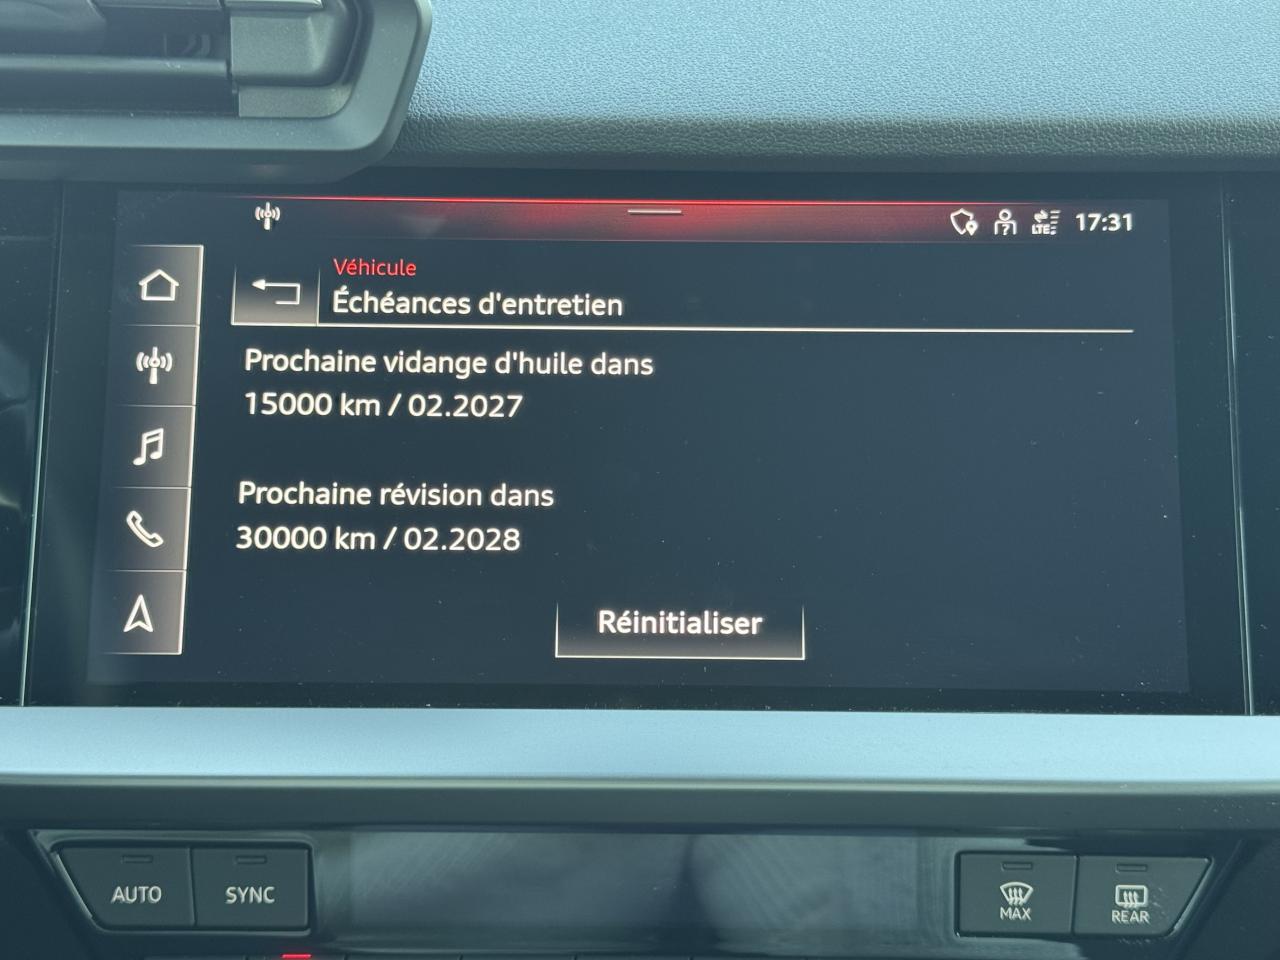 LTE 17:31
Véhicule
Échéances d'entretien
Prochaine vidange d'huile dans
15000 km / 02.2027
Prochaine révision dans
30000 km / 02.2028
Réinitialiser
AUTO SYNC MAX REAR